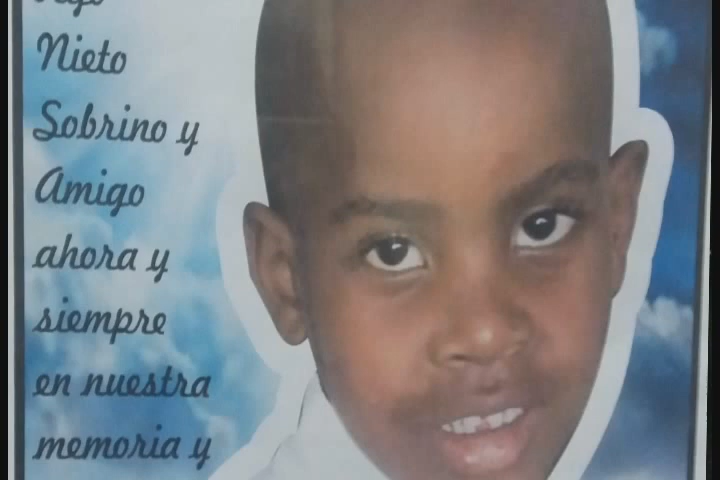 Nieto
Sobrino y
Amigo
ahora y
siempre
en nuestra
memoria y